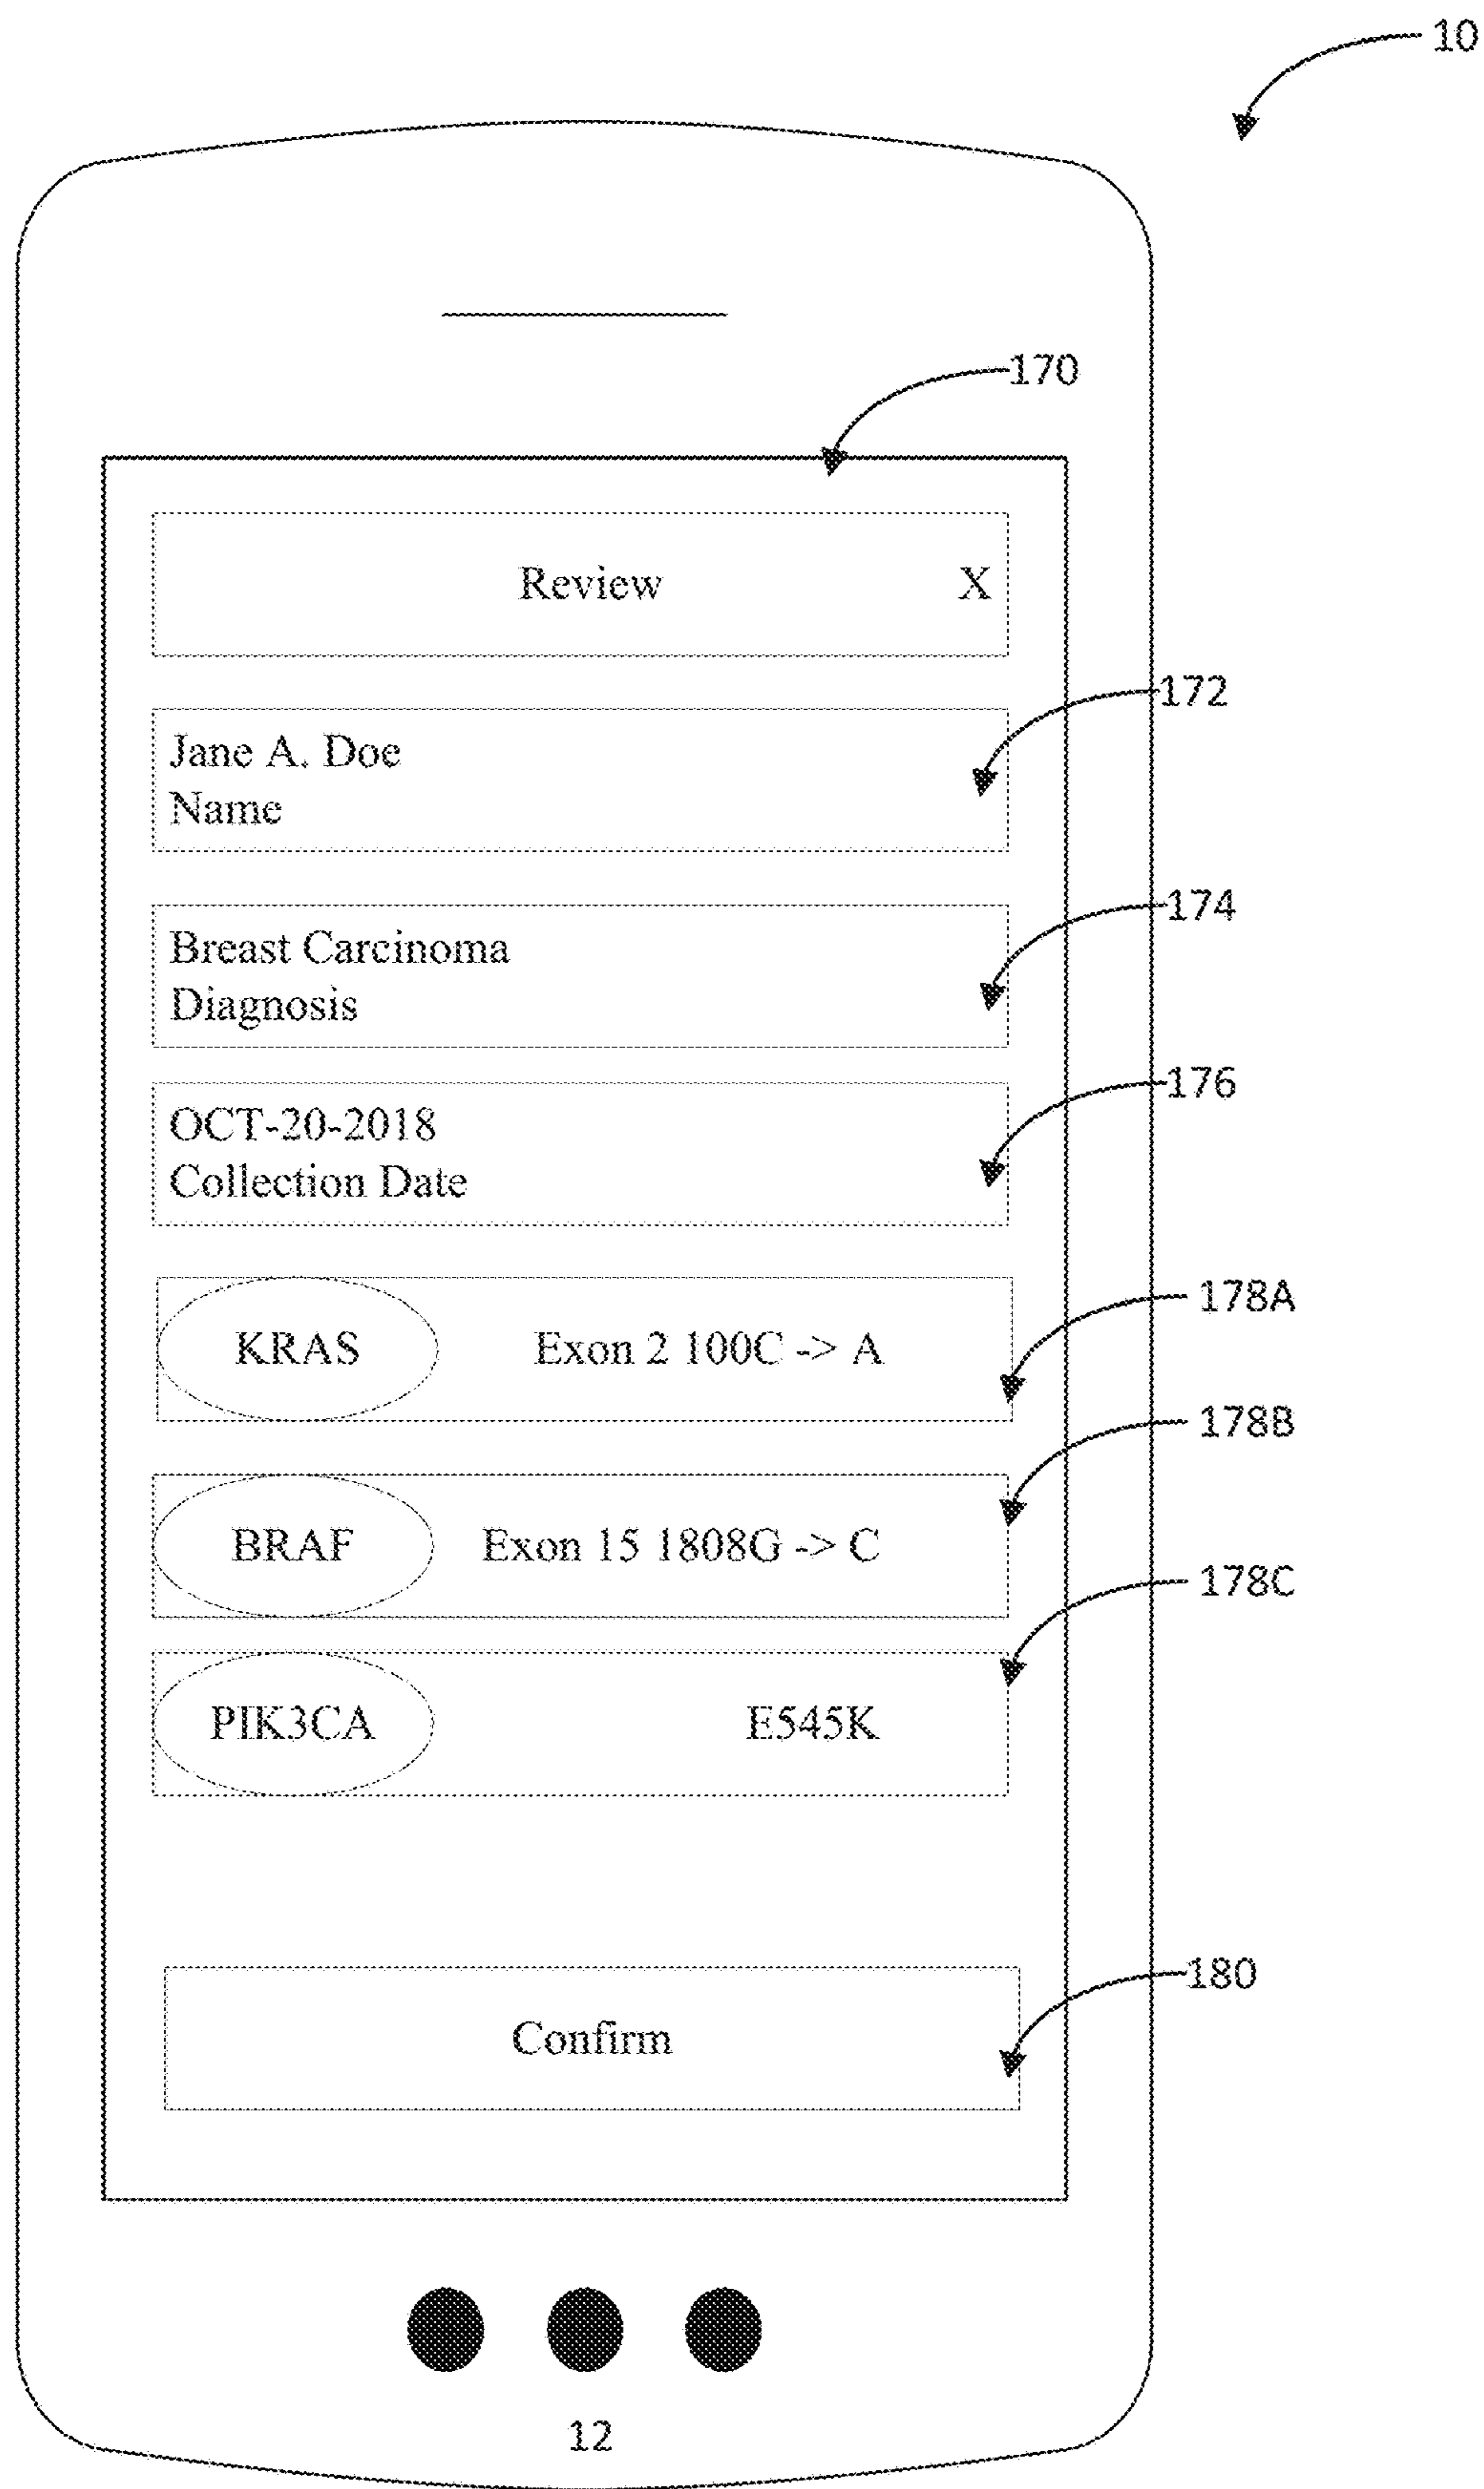 10
170
Review X
172
Jane A. Doe
Name
174
Breast Carcinoma
Diagnosis
176
OCT-20-2018
Collection Date
178A
KRAS Exon 2 100C -> A
178B
BRAF Exon 15 1808G -> C
178C
PIK3CA E545K
180
Confirm
12